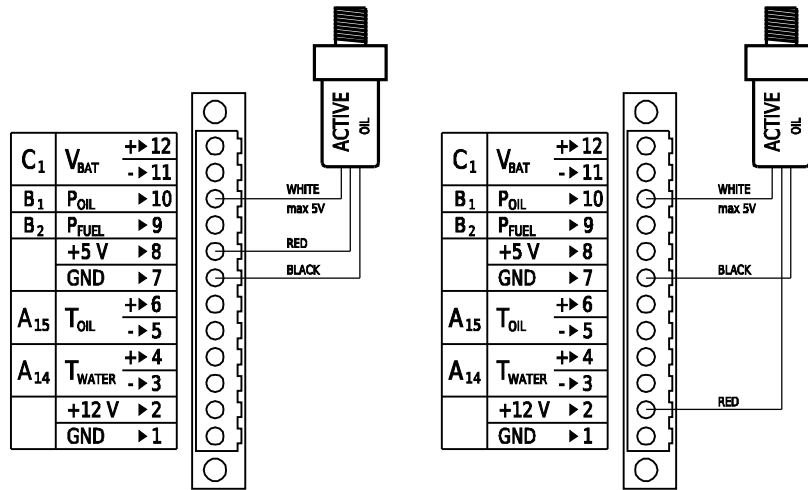 ACTIVE
OIL
C1 VBAT +▶12
-▶11
B1 POIL ▶10
B2 PFUEL ▶9
+5 V ▶8
GND ▶7
A15 TOIL +▶6
-▶5
A14 TWATER +▶4
-▶3
+12 V ▶2
GND ▶1
WHITE
max 5V
RED
BLACK
ACTIVE
OIL
C1 VBAT +▶12
-▶11
B1 POIL ▶10
B2 PFUEL ▶9
+5 V ▶8
GND ▶7
A15 TOIL +▶6
-▶5
A14 TWATER +▶4
-▶3
+12 V ▶2
GND ▶1
WHITE
max 5V
BLACK
RED